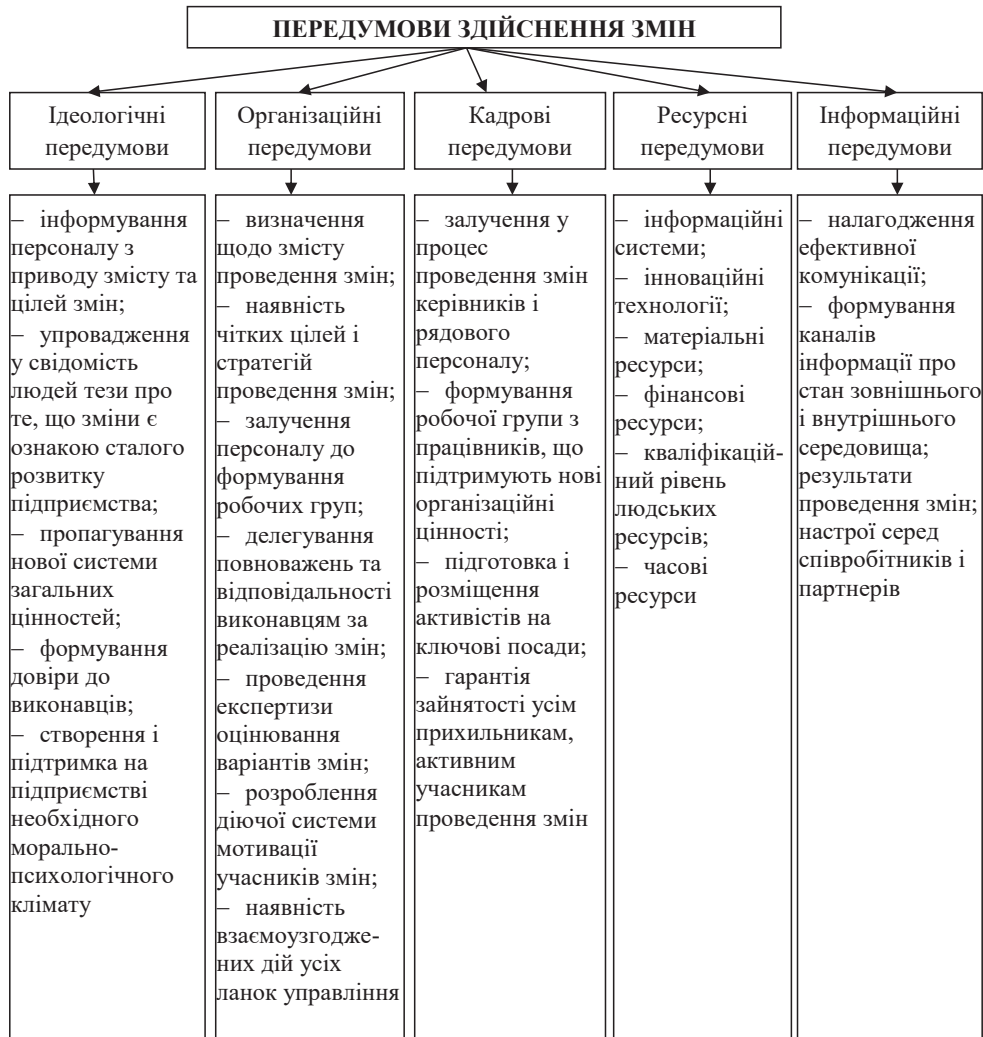 ПЕРЕДУМОВИ ЗДІЙСНЕННЯ ЗМІН
Ідеологічні
передумови
Організаційні
передумови
Кадрові
передумови
Ресурсні
передумови
Інформаційні
передумови
– інформування
персоналу з
приводу змісту та
цілей змін;
– упровадження
у свідомість
людей тези про
те, що зміни є
ознакою сталого
розвитку
підприємства;
– пропагування
нової системи
загальних
цінностей;
– формування
довіри до
виконавців;
– створення і
підтримка на
підприємстві
необхідного
морально-
психологічного
клімату
– визначення
щодо змісту
проведення змін;
– наявність
чітких цілей і
стратегій
проведення змін;
– залучення
персоналу до
формування
робочих груп;
– делегування
повноважень та
відповідальності
виконавцям за
реалізацію змін;
– проведення
експертизи
оцінювання
варіантів змін;
– розроблення
діючої системи
мотивації
учасників змін;
– наявність
взаємоузгодже-
них дій усіх
ланок управління
– залучення у
процес
проведення змін
керівників і
рядового
персоналу;
– формування
робочої групи з
працівників, що
підтримують нові
організаційні
цінності;
– підготовка і
розміщення
активістів на
ключові посади;
– гарантія
зайнятості усім
прихильникам,
активним
учасникам
проведення змін
– інформаційні
системи;
– інноваційні
технології;
– матеріальні
ресурси;
– фінансові
ресурси;
– кваліфікацій-
ний рівень
людських
ресурсів;
– часові
ресурси
– налагодження
ефективної
комунікації;
– формування
каналів
інформації про
стан зовнішнього
і внутрішнього
середовища;
результати
проведення змін;
настрої серед
співробітників і
партнерів